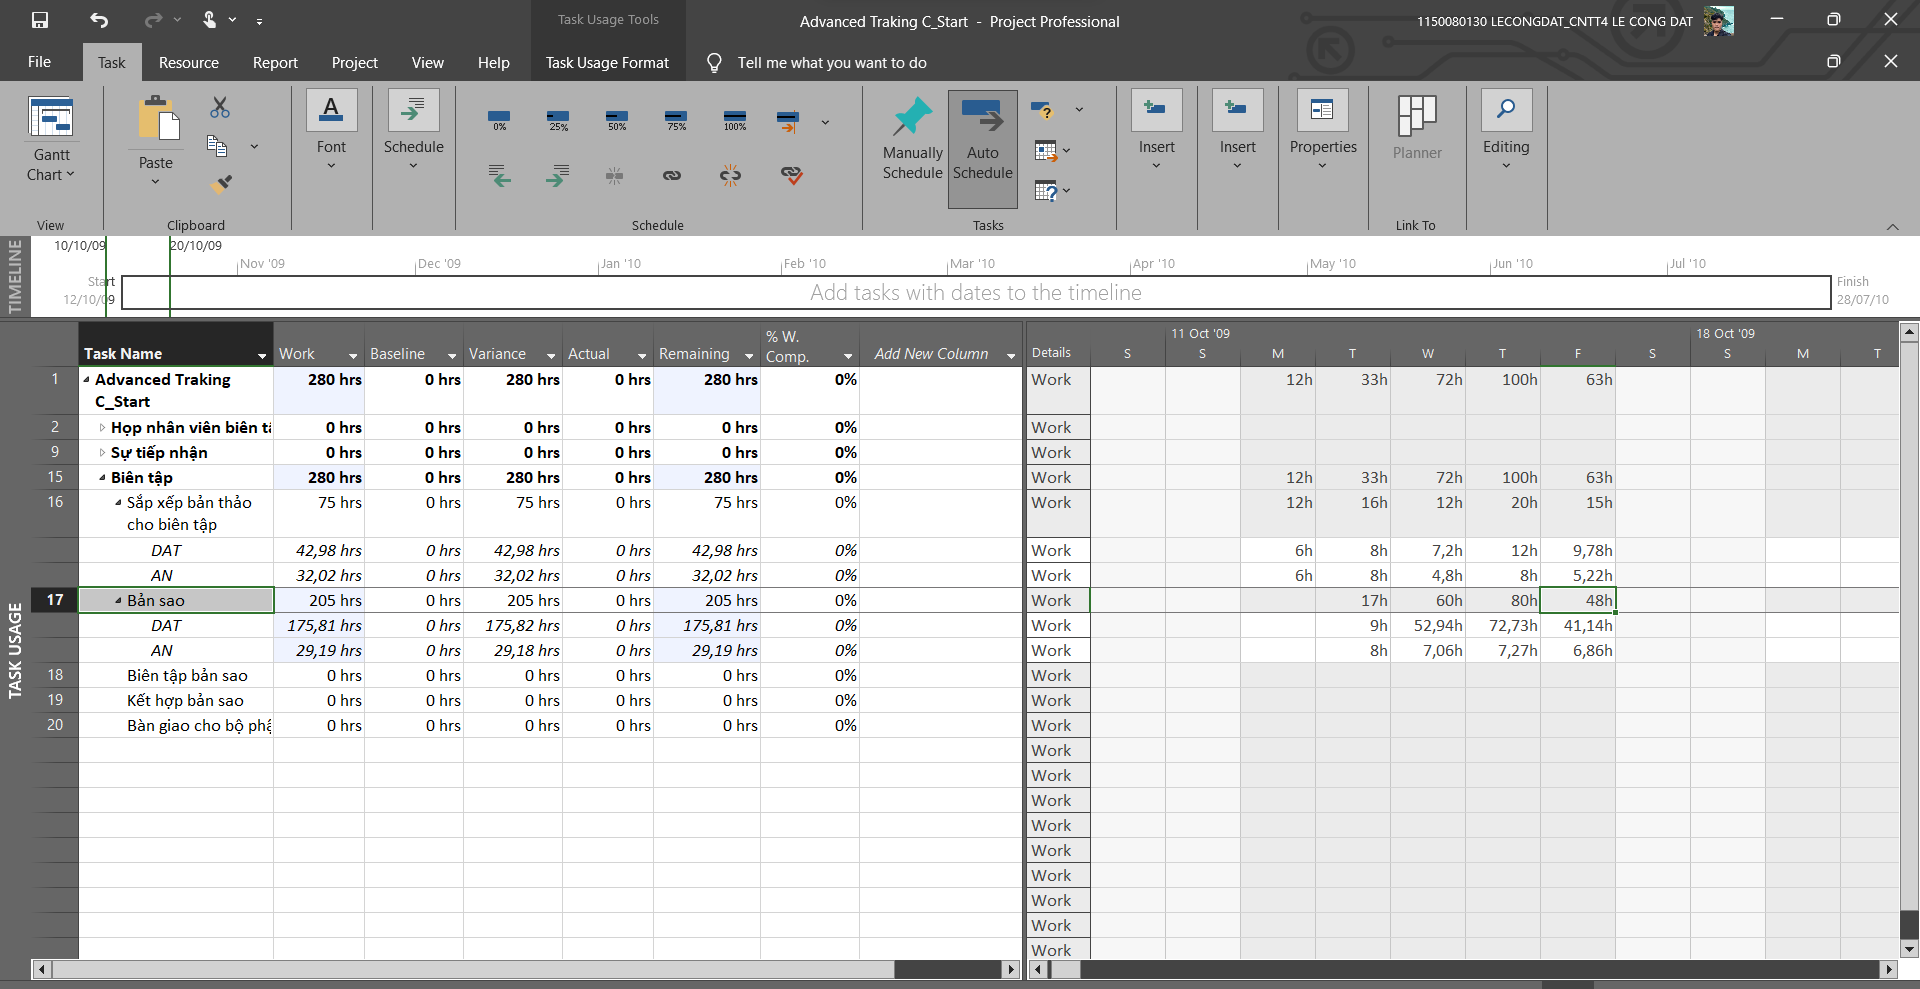 Task Usage Tools
Advanced Traking C_Start - Project Professional
1150080130 LECONGDAT_CNTT4 LE CONG DAT
File Task Resource Report Project View Help Task Usage Format Tell me what you want to do
Gantt Chart
View
Paste
Clipboard
Font
Schedule
0% 25% 50% 75% 100%
Schedule
Manually Schedule
Auto Schedule
Tasks
Insert
Insert
Properties
Planner
Link To
Editing
TIMELINE
10/10/09 20/10/09
Nov '09 Dec '09 Jan '10 Feb '10 Mar '10 Apr '10 May '10 Jun '10 Jul '10
Start
12/10/09
Add tasks with dates to the timeline
Finish
28/07/10
TASK USAGE
Task Name Work Baseline Variance Actual Remaining % W. Comp. Add New Column
Details 11 Oct '09 18 Oct '09
S S M T W T F S S M T
1 Advanced Traking C_Start 280 hrs 0 hrs 280 hrs 0 hrs 280 hrs 0% Work 12h 33h 72h 100h 63h
2 Họp nhân viên biên 0 hrs 0 hrs 0 hrs 0 hrs 0 hrs 0% Work
9 Sự tiếp nhận 0 hrs 0 hrs 0 hrs 0 hrs 0 hrs 0% Work
15 Biên tập 280 hrs 0 hrs 280 hrs 0 hrs 280 hrs 0% Work 12h 33h 72h 100h 63h
16 Sắp xếp bản thảo cho biên tập 75 hrs 0 hrs 75 hrs 0 hrs 75 hrs 0% Work 12h 16h 12h 20h 15h
DAT 42,98 hrs 0 hrs 42,98 hrs 0 hrs 42,98 hrs 0% Work 6h 8h 7,2h 12h 9,78h
AN 32,02 hrs 0 hrs 32,02 hrs 0 hrs 32,02 hrs 0% Work 6h 8h 4,8h 8h 5,22h
17 Bản sao 205 hrs 0 hrs 205 hrs 0 hrs 205 hrs 0% Work 17h 60h 80h 48h
DAT 175,81 hrs 0 hrs 175,82 hrs 0 hrs 175,81 hrs 0% Work 9h 52,94h 72,73h 41,14h
AN 29,19 hrs 0 hrs 29,18 hrs 0 hrs 29,19 hrs 0% Work 8h 7,06h 7,27h 6,86h
18 Biên tập bản sao 0 hrs 0 hrs 0 hrs 0 hrs 0 hrs 0% Work
19 Kết hợp bản sao 0 hrs 0 hrs 0 hrs 0 hrs 0 hrs 0% Work
20 Bàn giao cho bộ 0 hrs 0 hrs 0 hrs 0 hrs 0 hrs 0% Work
Work
Work
Work
Work
Work
Work
Work
Work
Work